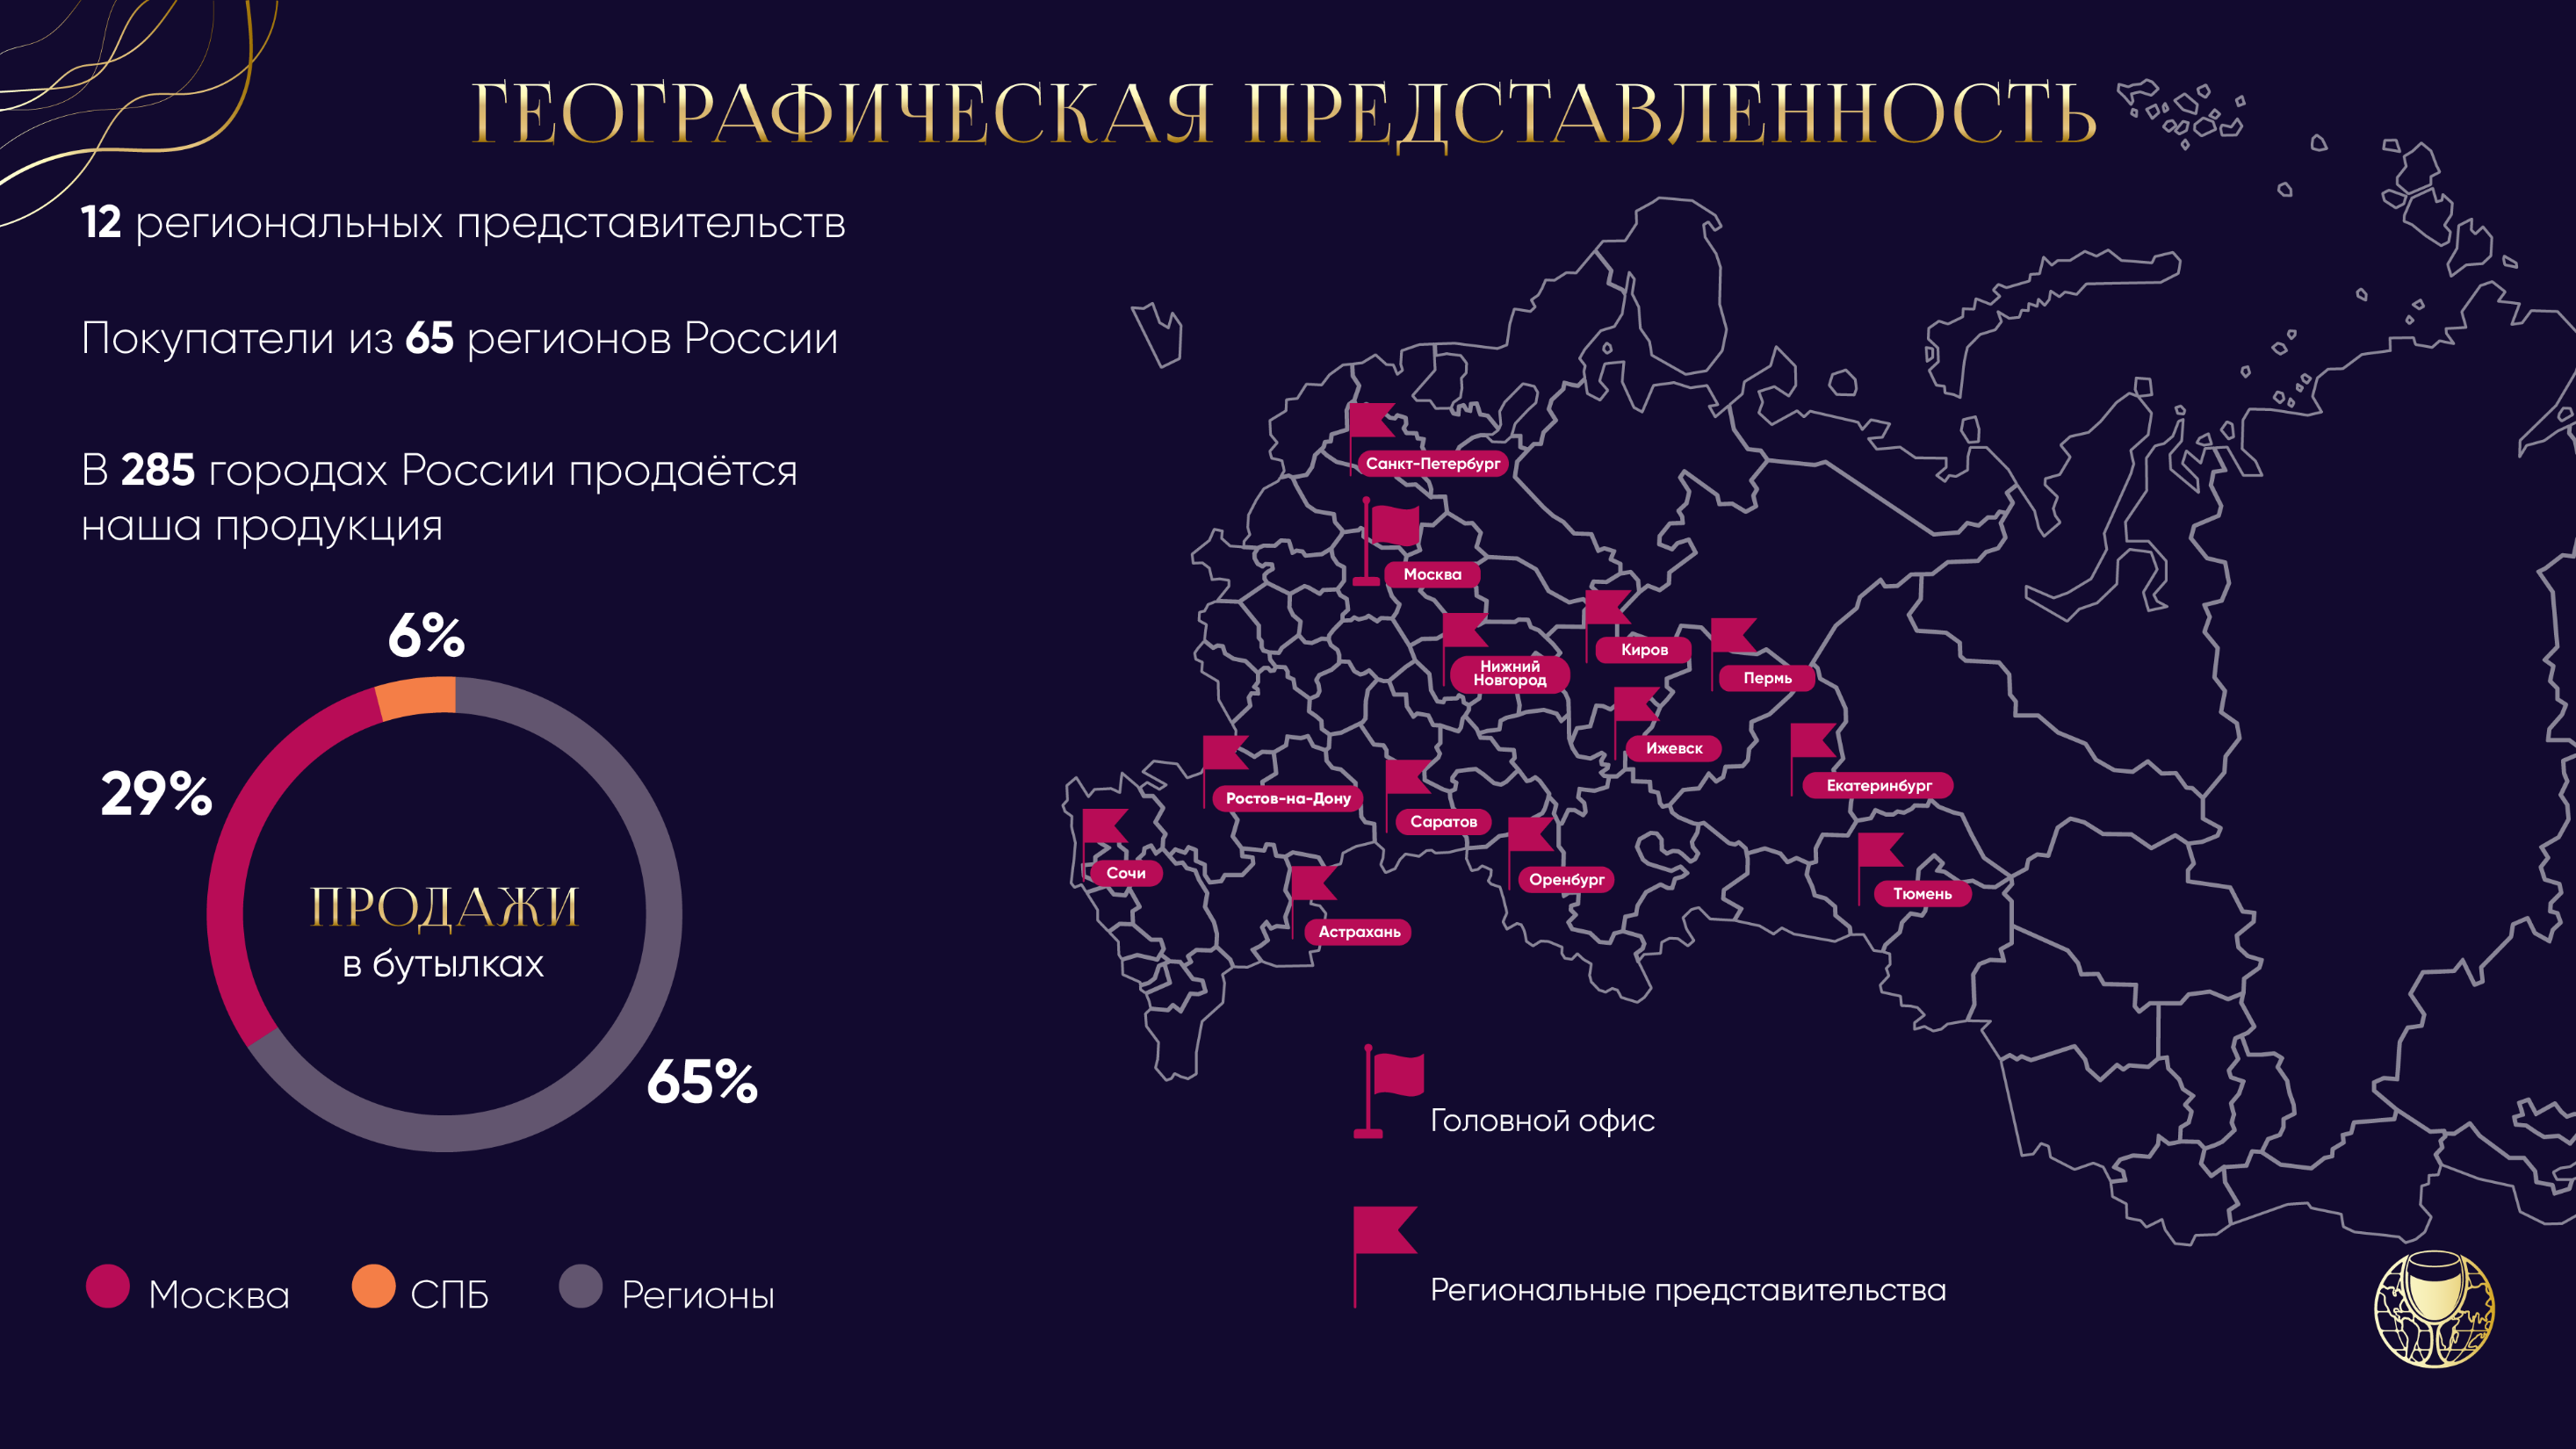 ГЕОГРАФИЧЕСКАЯ ПРЕДСТАВЛЕННОСТЬ
12 региональных представительств
Покупатели из 65 регионов России
В 285 городах России продаётся
наша продукция
6%
29%
65%
ПРОДАЖИ
в бутылках
Москва
СПБ
Регионы
Санкт-Петербург
Москва
Киров
Нижний
Новгород
Пермь
Ижевск
Екатеринбург
Ростов-на-Дону
Саратов
Сочи
Оренбург
Тюмень
Астрахань
Головной офис
Региональные представительства